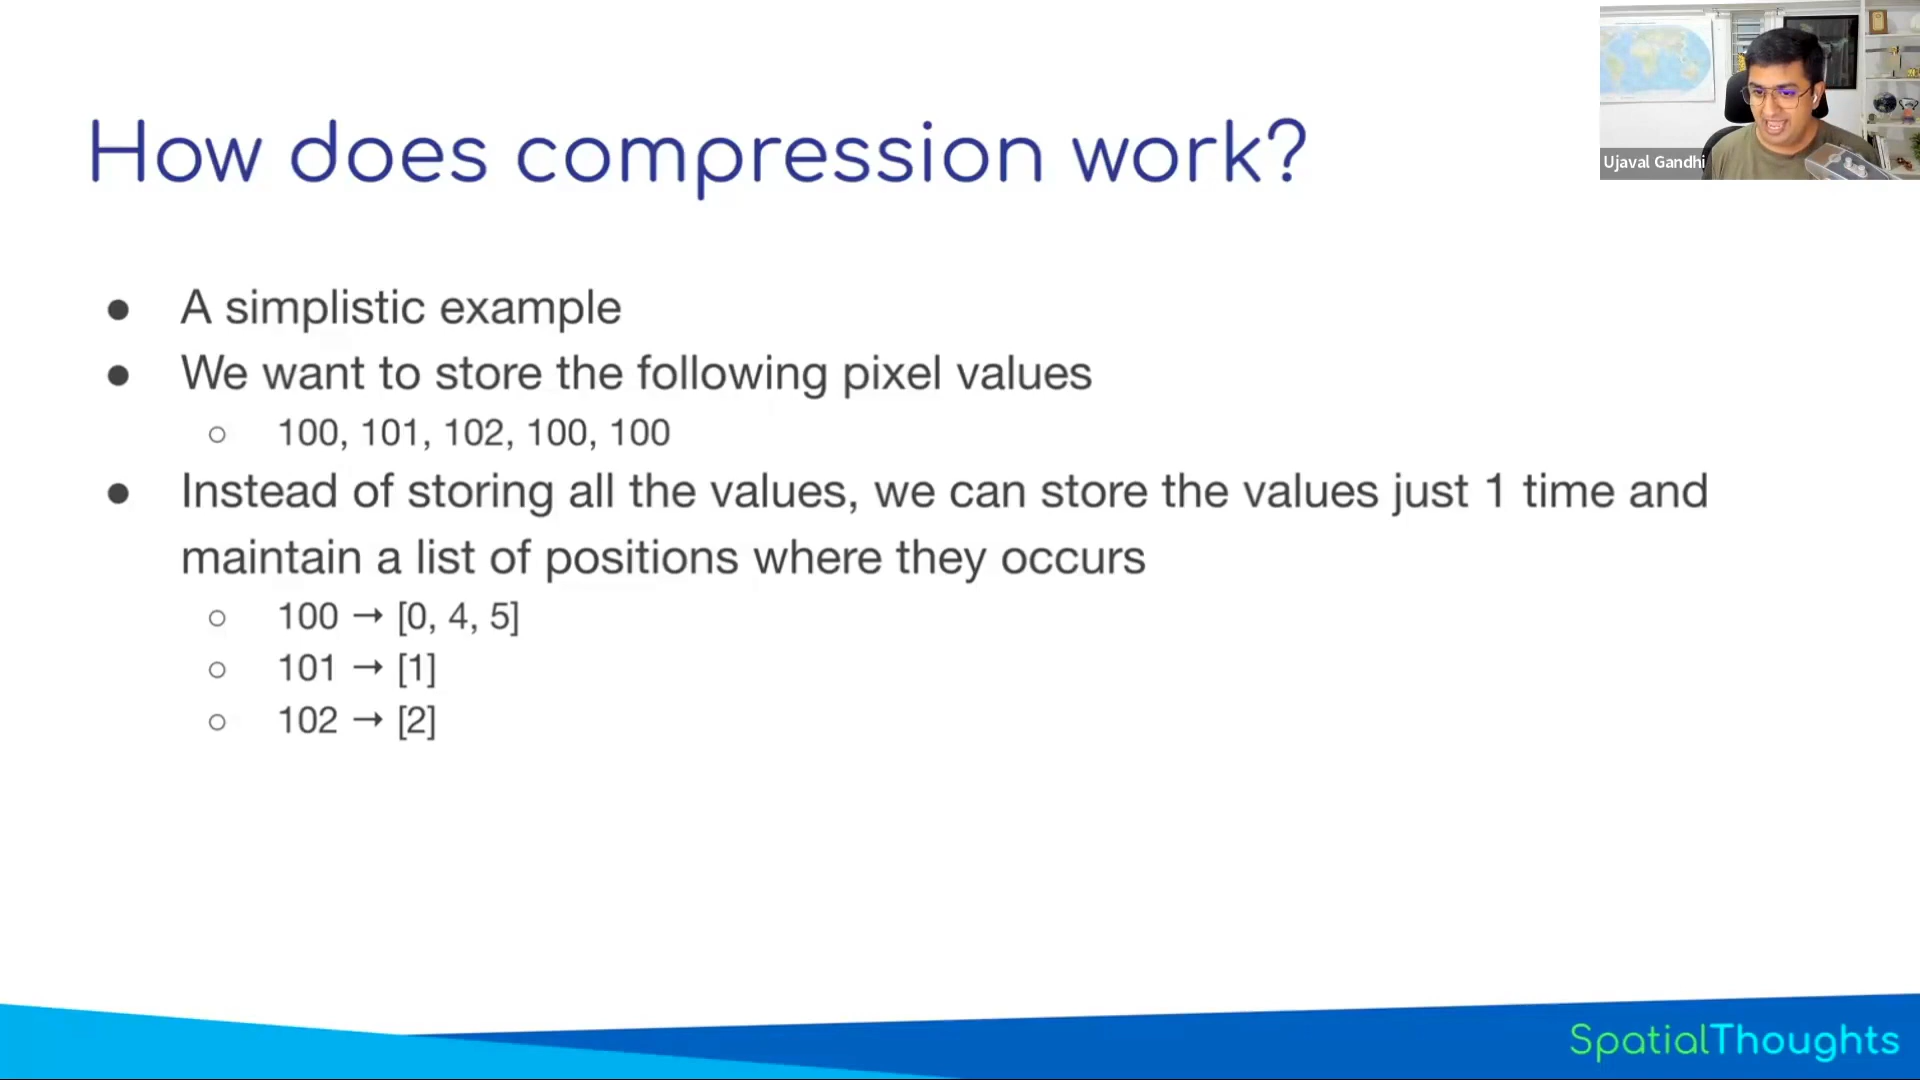 How does compression work?
Ujaval Gandhi
● A simplistic example
● We want to store the following pixel values
○ 100, 101, 102, 100, 100
● Instead of storing all the values, we can store the values just 1 time and
maintain a list of positions where they occurs
○ 100 → [0, 4, 5]
○ 101 → [1]
○ 102 → [2]
SpatialThoughts